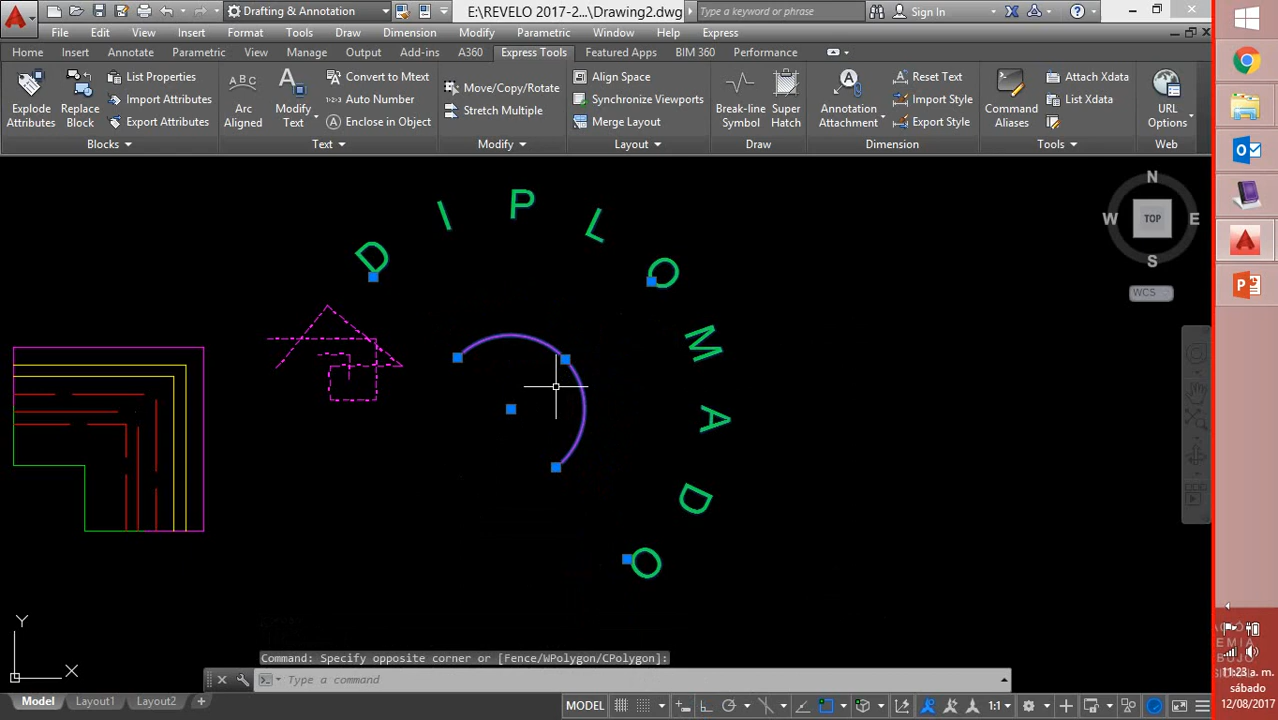 Drafting & Annotation
E:\REVELO 2017-2...\Drawing2.dwg
Type a keyword or phrase
Sign In
File Edit View Insert Format Tools Draw Dimension Modify Parametric Window Help Express
Home Insert Annotate Parametric View Manage Output Add-ins A360 Express Tools Featured Apps BIM 360 Performance
Explode Attributes
Replace Block
List Properties
Import Attributes
Export Attributes
Blocks
ABC
Arc Aligned
Modify Text
Convert to Mtext
Auto Number
Enclose in Object
Text
Move/Copy/Rotate
Stretch Multiple
Modify
Align Space
Synchronize Viewports
Merge Layout
Layout
Break-line Symbol
Super Hatch
Draw
Annotation Attachment
Reset Text
Import Style
Export Style
Dimension
Command Aliases
Attach Xdata
List Xdata
Tools
URL Options
Web
DIPLOMADO
N
W TOP E
S
WCS
Y
X
Command: Specify opposite corner or [Fence/WPolygon/CPolygon]:
Type a command
Model Layout1 Layout2 +
MODEL
1:1
11:23 a. m.
sábado
12/08/2017